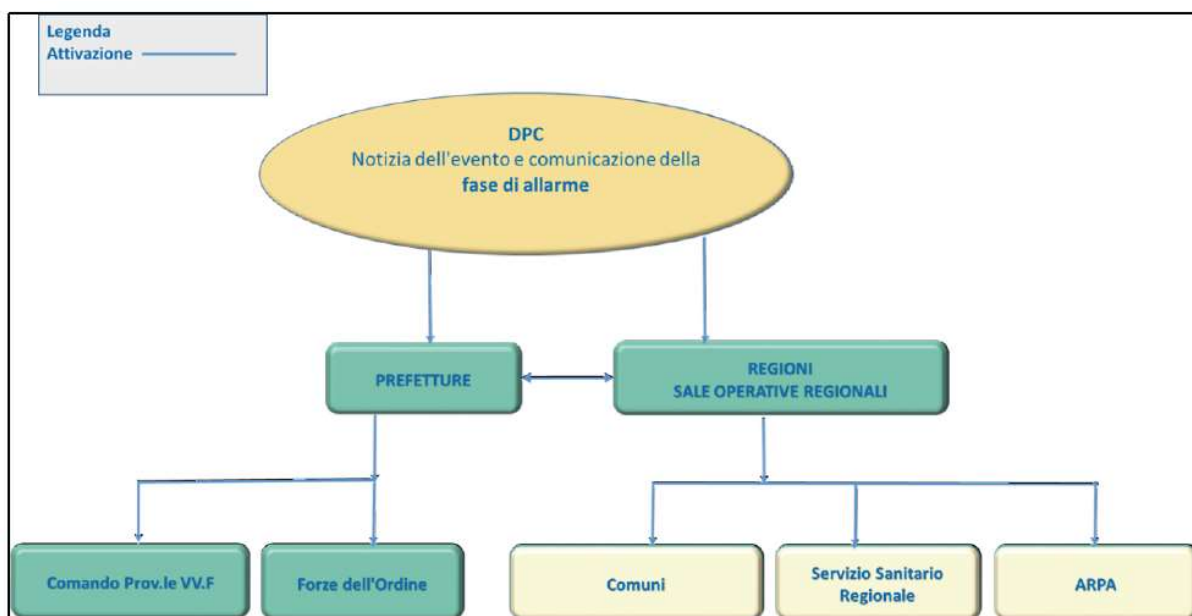 Legenda
Attivazione
DPC
Notizia dell'evento e comunicazione della
fase di allarme
PREFETTURE
REGIONI
SALE OPERATIVE REGIONALI
Comando Prov.le VV.F
Forze dell'Ordine
Comuni
Servizio Sanitario
Regionale
ARPA